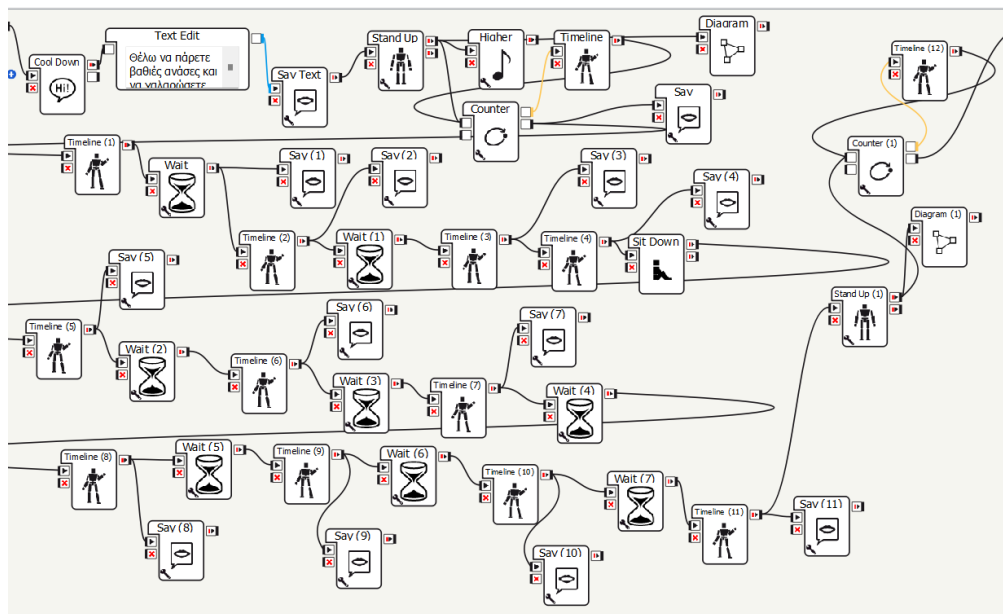 Cool Down
Hi!
Text Edit
Θέλω να πάρετε
βαθιές ανάσες και
να χαλαρώσετε
Say Text
Stand Up
Higher
Timeline
Diagram
Counter
Say
Timeline (12)
Counter (1)
Timeline (1)
Wait
Say (1)
Say (2)
Say (3)
Say (4)
Timeline (2)
Wait (1)
Timeline (3)
Timeline (4)
Sit Down
Diagram (1)
Say (5)
Stand Up (1)
Timeline (5)
Wait (2)
Timeline (6)
Say (6)
Say (7)
Wait (3)
Timeline (7)
Wait (4)
Timeline (8)
Wait (5)
Timeline (9)
Wait (6)
Timeline (10)
Wait (7)
Timeline (11)
Say (11)
Say (8)
Say (9)
Say (10)